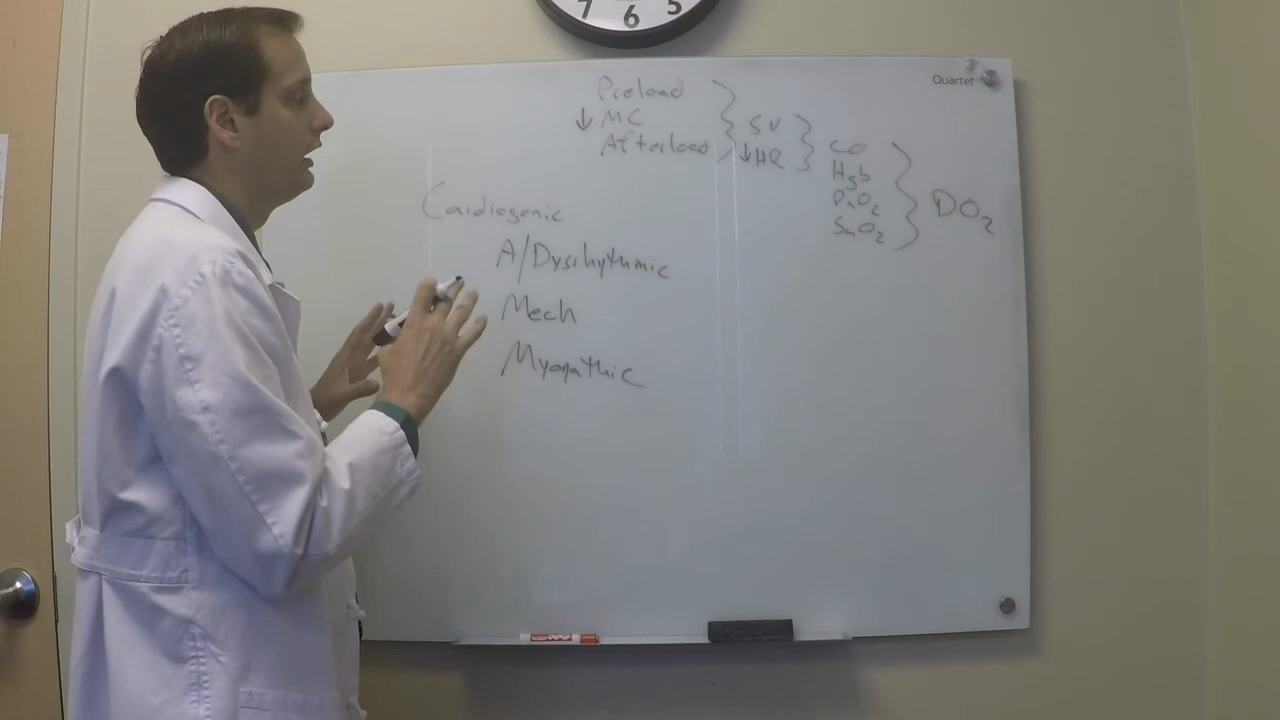 7 6 5
Quartet
Preload
↓ MC
Afterload
SV
↓HR
CO
Hgb
PaO2
SaO2
DO2
Cardiogenic
A/Dysrhythmic
Mech
Myopathic